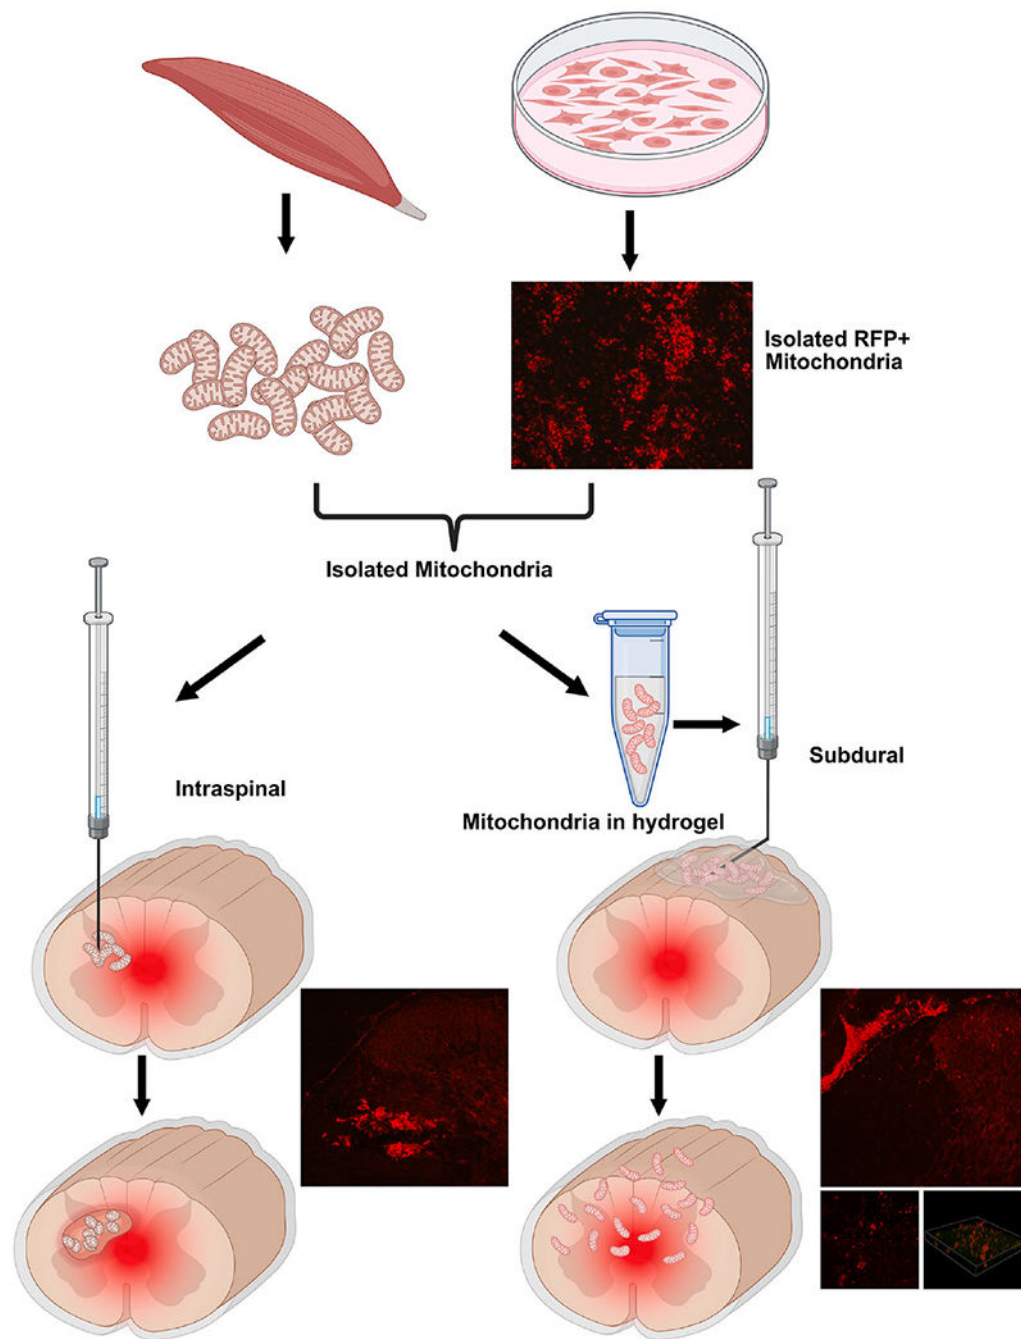 Isolated RFP+
Mitochondria
Isolated Mitochondria
Intraspinal
Subdural
Mitochondria in hydrogel